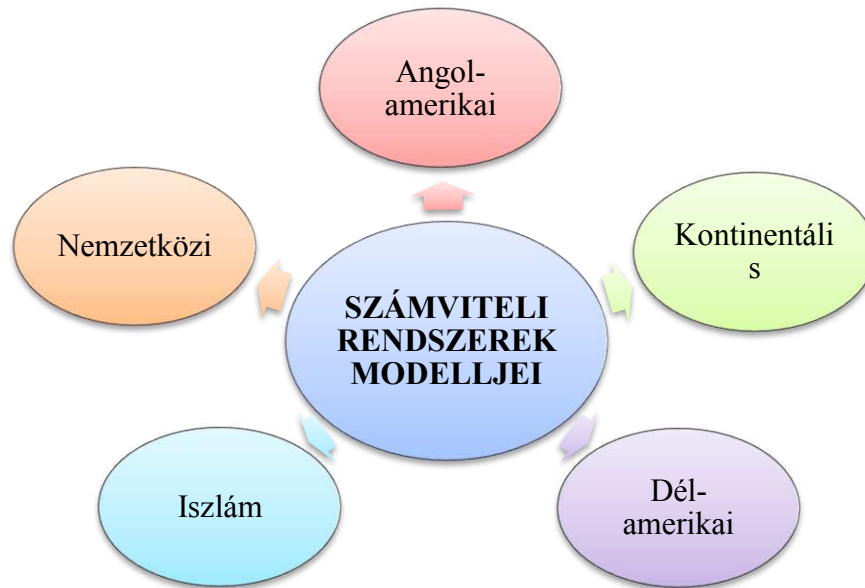 Angol-
amerikai
Nemzetközi
Kontinentáli
s
SZÁMVITELI
RENDSZEREK
MODELLJEI
Iszlám
Dél-
amerikai